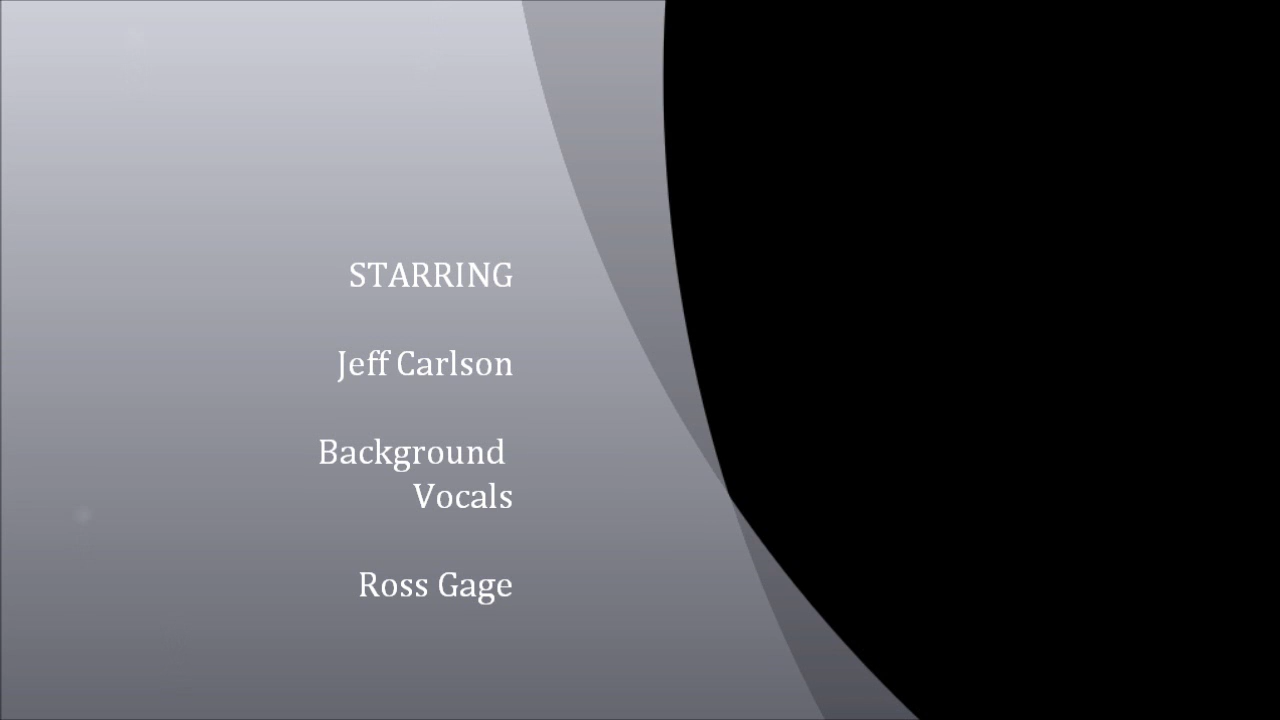 STARRING
Jeff Carlson
Background
Vocals
Ross Gage